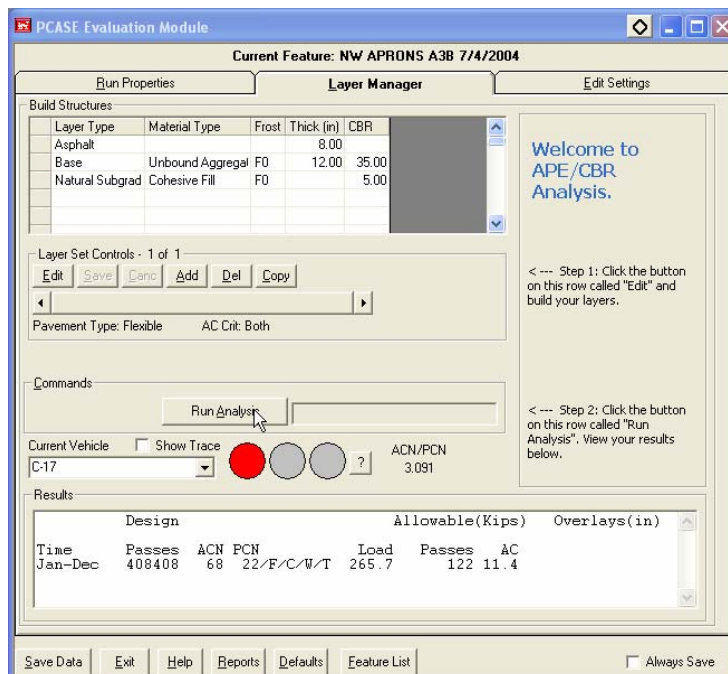 PCASE Evaluation Module
Current Feature: NW APRONS A3B 7/4/2004
Run Properties Layer Manager Edit Settings
Build Structures
Layer Type Material Type Frost Thick (in) CBR
Asphalt 8.00
Base Unbound Aggregat F0 12.00 35.00
Natural Subgrad Cohesive Fill F0 5.00
Welcome to
APE/CBR
Analysis.
Layer Set Controls - 1 of 1
Edit Save Canc Add Del Copy
< --- Step 1: Click the button
on this row called "Edit" and
build your layers.
Pavement Type: Flexible AC Crit: Both
Commands
Run Analysis
< --- Step 2: Click the button
on this row called "Run
Analysis". View your results
below.
Current Vehicle Show Trace ? ACN/PCN
C-17 3.091
Results
Design Allowable(Kips) Overlays(in)
Time Passes ACN PCN Load Passes AC
Jan-Dec 408408 68 22/F/C/W/T 265.7 122 11.4
Save Data Exit Help Reports Defaults Feature List Always Save